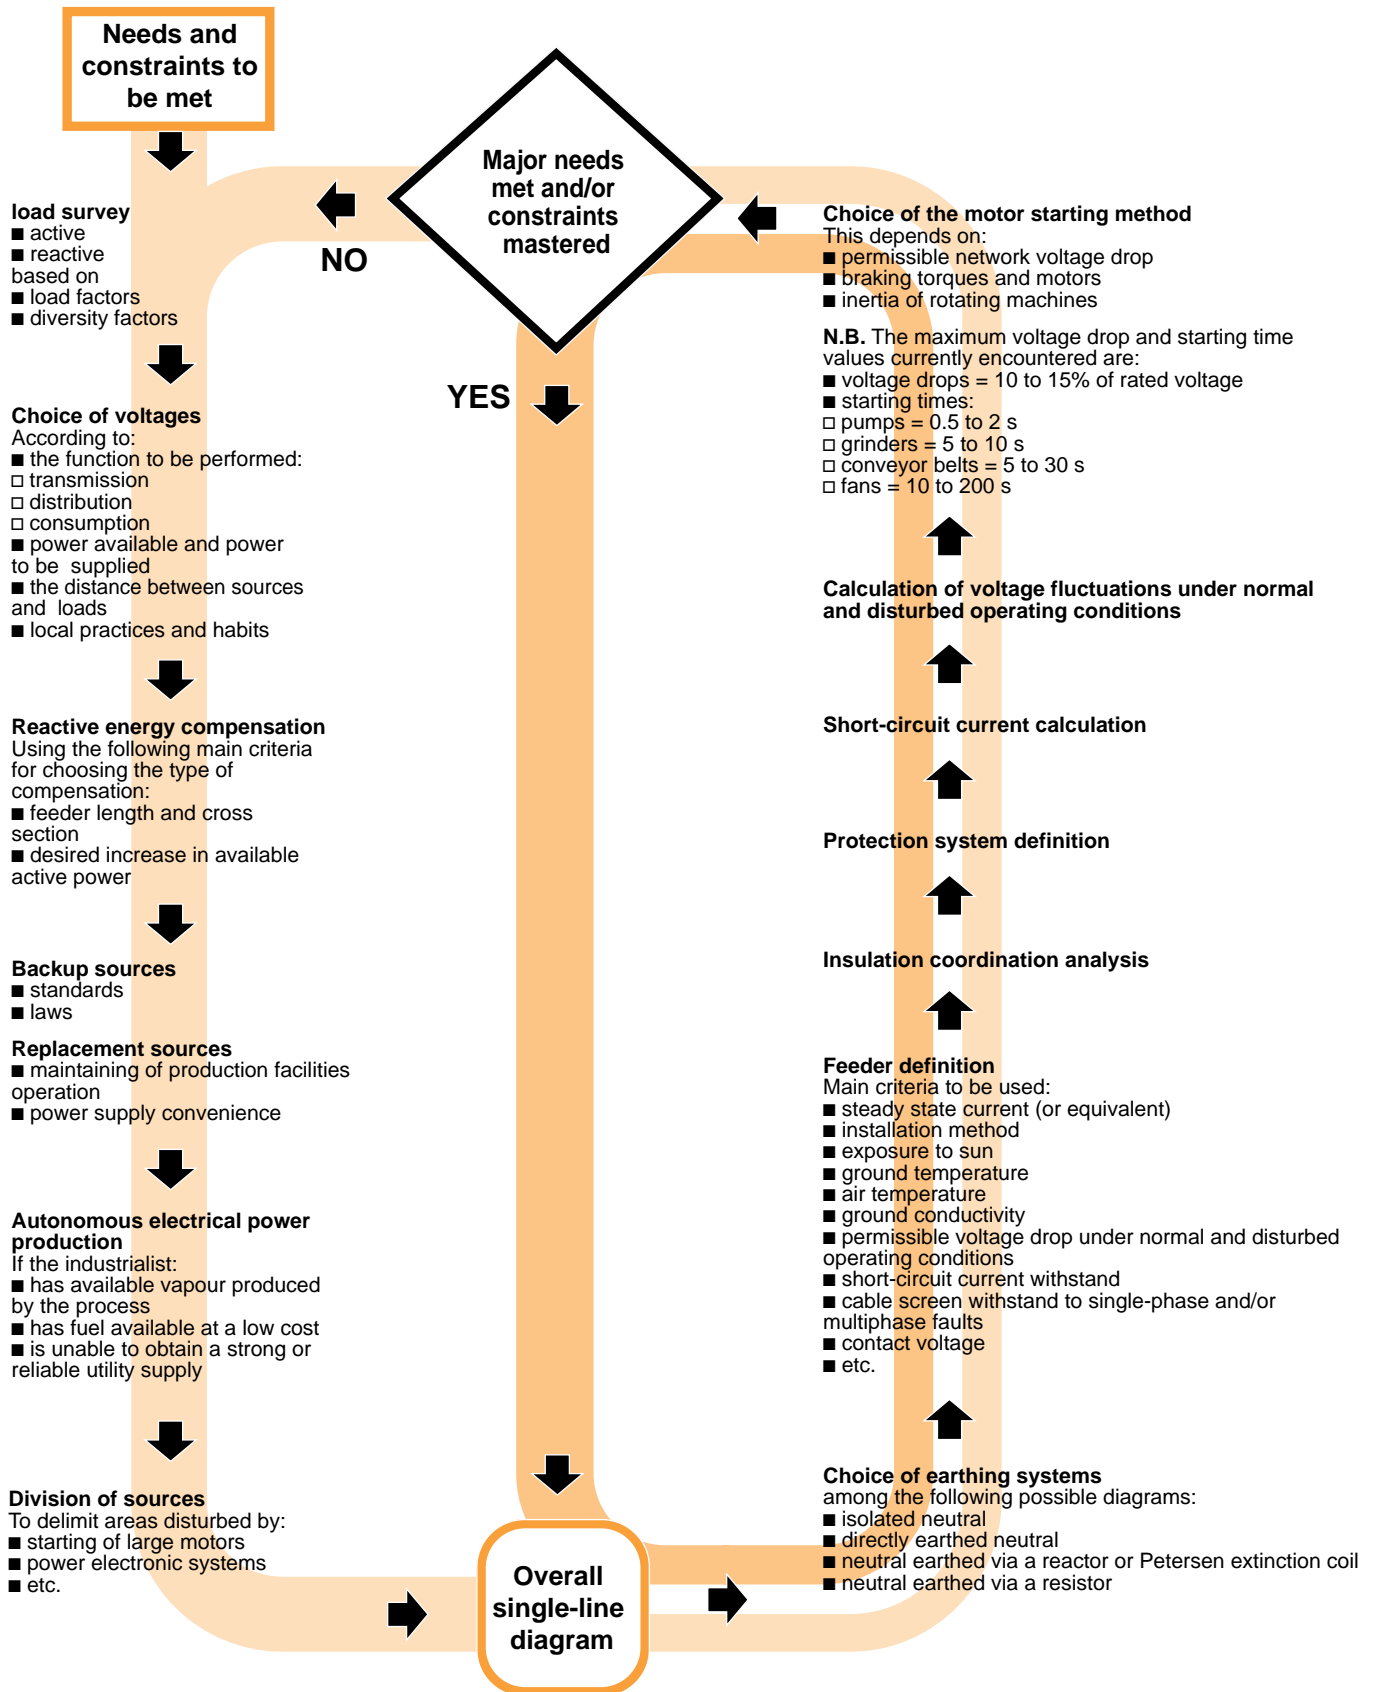 Needs and
constraints to
be met
load survey
■ active
■ reactive
based on
■ load factors
■ diversity factors
Choice of voltages
According to:
■ the function to be performed:
□ transmission
□ distribution
□ consumption
■ power available and power
to be supplied
■ the distance between sources
and loads
■ local practices and habits
Reactive energy compensation
Using the following main criteria
for choosing the type of
compensation:
■ feeder length and cross
section
■ desired increase in available
active power
Backup sources
■ standards
■ laws
Replacement sources
■ maintaining of production facilities
operation
■ power supply convenience
Autonomous electrical power
production
If the industrialist:
■ has available vapour produced
by the process
■ has fuel available at a low cost
■ is unable to obtain a strong or
reliable utility supply
Division of sources
To delimit areas disturbed by:
■ starting of large motors
■ power electronic systems
■ etc.
Major needs
met and/or
constraints
mastered
NO
YES
Overall
single-line
diagram
Choice of the motor starting method
This depends on:
■ permissible network voltage drop
■ braking torques and motors
■ inertia of rotating machines
N.B. The maximum voltage drop and starting time
values currently encountered are:
■ voltage drops = 10 to 15% of rated voltage
■ starting times:
□ pumps = 0.5 to 2 s
□ grinders = 5 to 10 s
□ conveyor belts = 5 to 30 s
□ fans = 10 to 200 s
Calculation of voltage fluctuations under normal
and disturbed operating conditions
Short-circuit current calculation
Protection system definition
Insulation coordination analysis
Feeder definition
Main criteria to be used:
■ steady state current (or equivalent)
■ installation method
■ exposure to sun
■ ground temperature
■ air temperature
■ ground conductivity
■ permissible voltage drop under normal and disturbed
operating conditions
■ short-circuit current withstand
■ cable screen withstand to single-phase and/or
multiphase faults
■ contact voltage
■ etc.
Choice of earthing systems
among the following possible diagrams:
■ isolated neutral
■ directly earthed neutral
■ neutral earthed via a reactor or Petersen extinction coil
■ neutral earthed via a resistor